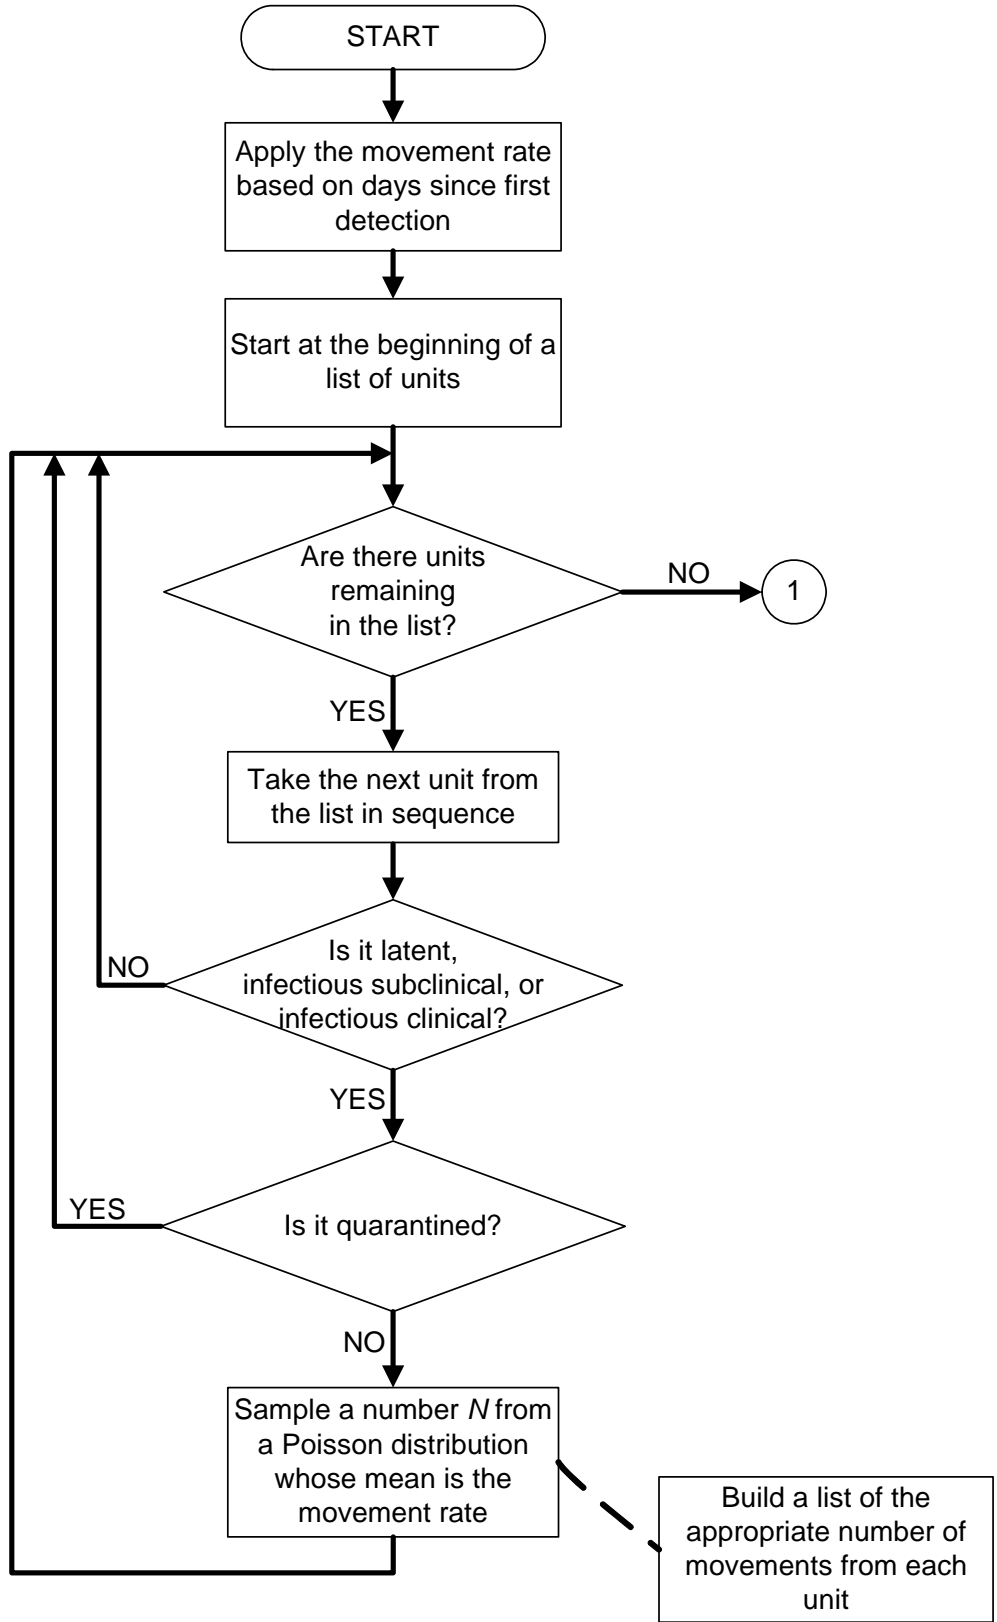 START
Apply the movement rate
based on days since first
detection
Start at the beginning of a
list of units
Are there units
remaining
in the list?
NO
1
YES
Take the next unit from
the list in sequence
Is it latent,
infectious subclinical, or
infectious clinical?
NO
YES
Is it quarantined?
YES
NO
Sample a number N from
a Poisson distribution
whose mean is the
movement rate
Build a list of the
appropriate number of
movements from each
unit